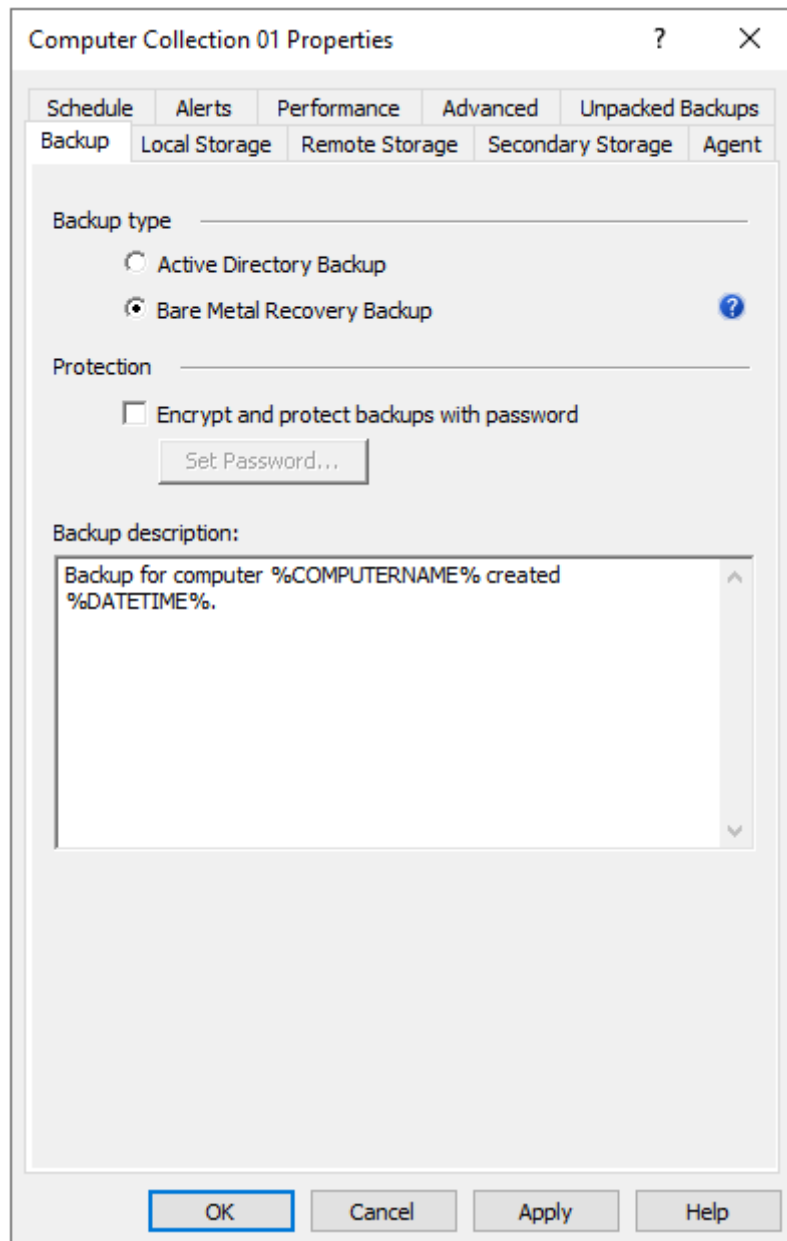 Computer Collection 01 Properties ?
Schedule Alerts Performance Advanced Unpacked Backups
Backup Local Storage Remote Storage Secondary Storage Agent
Backup type
Active Directory Backup
Bare Metal Recovery Backup ?
Protection
Encrypt and protect backups with password
Set Password...
Backup description:
Backup for computer %COMPUTERNAME% created
%DATETIME%.
OK Cancel Apply Help